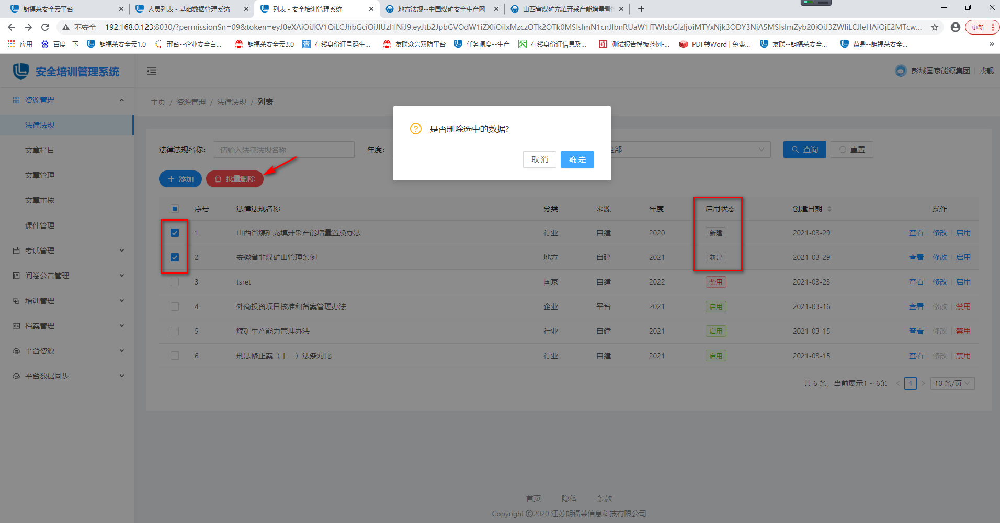 朗福莱安全云平台
人员列表 - 基础数据管理系统
列表 - 安全培训管理系统
地方法规--中国煤矿安全生产网
山西省煤矿充填开采产能增量置
不安全
192.168.0.123:8030/?permissionSn=09&token=eyJ0eXAiOiJKV1QiLCJhbGciOiJIUzI1NiJ9.eyJtb2JpbGVOdW1iZXIiOiIxMzczOTk2OTk0MSIsImN1cnJlbnRUaW1lTWlsbGlzIjoiMTYxNjk3ODY3NjA5MSIsImZyb20iOiJ3ZWIiLCJleHAiOjE2MTcw...
更新
应用
百度一下
朗福莱安全云1.0
邢台--企业安全自...
朗福莱安全云3.0
查
在线身份证号码生...
友联众兴双防平台
任务调度--生产
在线身份证信息及...
51
测试报告模板范例-...
PDF转Word | 免费...
友联--朗福莱安全...
蕴鼎--朗福莱安全...
»
安全培训管理系统
彭城国家能源集团
戎靓
资源管理
法律法规
文章栏目
文章管理
文章审核
课件管理
考试管理
问卷公告管理
培训管理
档案管理
平台资源
平台数据同步
主页 / 资源管理 / 法律法规 / 列表
是否删除选中的数据?
取 消
确 定
法律法规名称:
请输入法律法规名称
年度:
全部
查询
重置
添加
批量删除
序号 法律法规名称 分类 来源 年度 启用状态 创建日期 操作
1 山西省煤矿充填开采产能增量置换办法 行业 自建 2020 新建 2021-03-29 查看 修改 启用
2 安徽省非煤矿山管理条例 地方 自建 2021 新建 2021-03-29 查看 修改 启用
3 tsret 国家 自建 2022 禁用 2021-03-23 查看 修改 启用
4 外商投资项目核准和备案管理办法 企业 平台 2021 启用 2021-03-16 查看 修改 禁用
5 煤矿生产能力管理办法 行业 自建 2021 启用 2021-03-15 查看 修改 禁用
6 刑法修正案（十一）法条对比 行业 自建 2021 启用 2021-03-15 查看 修改 禁用
共 6 条，当前展示1 ~ 6条 < 1 > 10 条/页
首页 隐私 条款
Copyright ©2020 江苏朗福莱信息科技有限公司